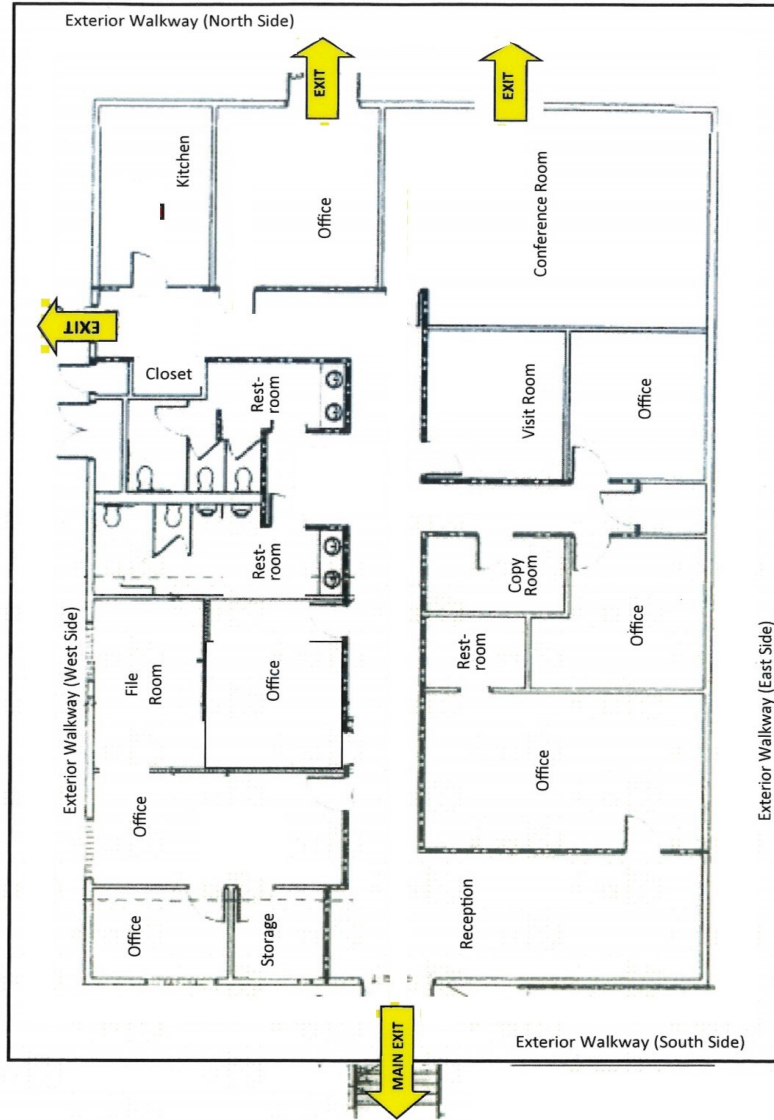 Exterior Walkway (North Side)
EXIT
EXIT
Kitchen
Office
Conference Room
EXIT
Closet
Rest-
room
Visit Room
Office
Rest-
room
Copy
Room
Rest-
room
Office
Exterior Walkway (West Side)
File
Room
Office
Office
Office
Exterior Walkway (East Side)
Office
Storage
Reception
MAIN EXIT
Exterior Walkway (South Side)